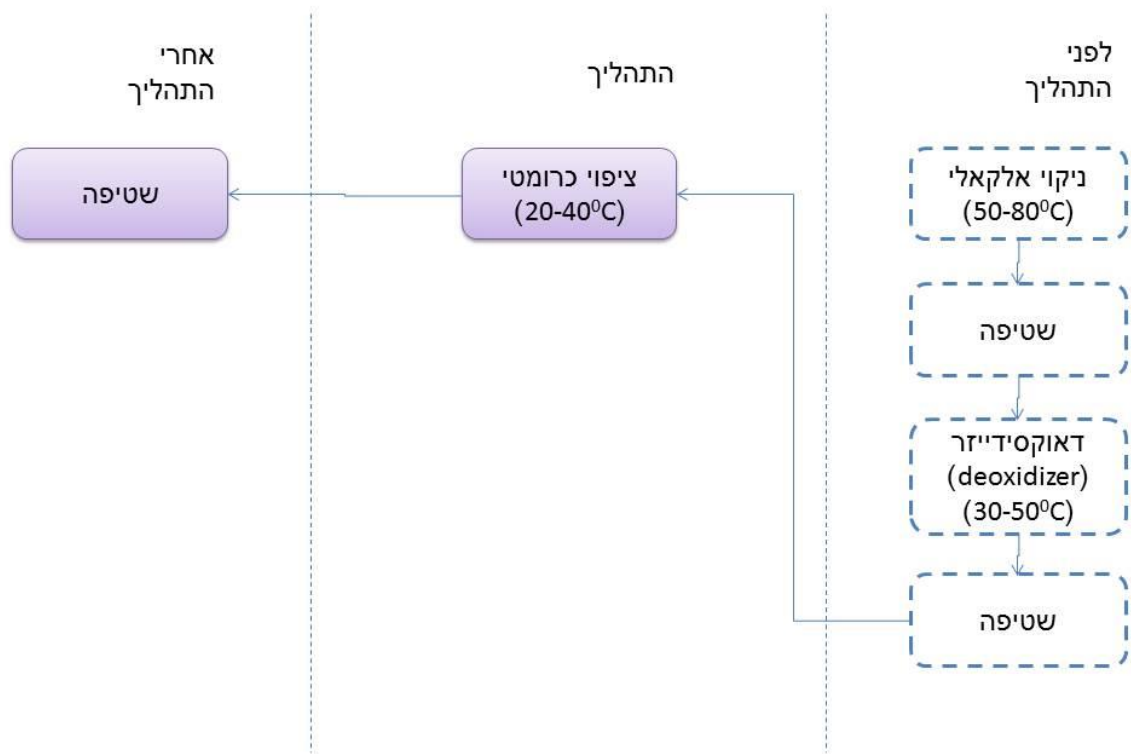 לפני
התהליך
ניקוי אלקאלי
(50-80⁰C)
שטיפה
דאוקסידייזר
(deoxidizer)
(30-50⁰C)
שטיפה
התהליך
ציפוי כרומטי
(20-40⁰C)
אחרי
התהליך
שטיפה